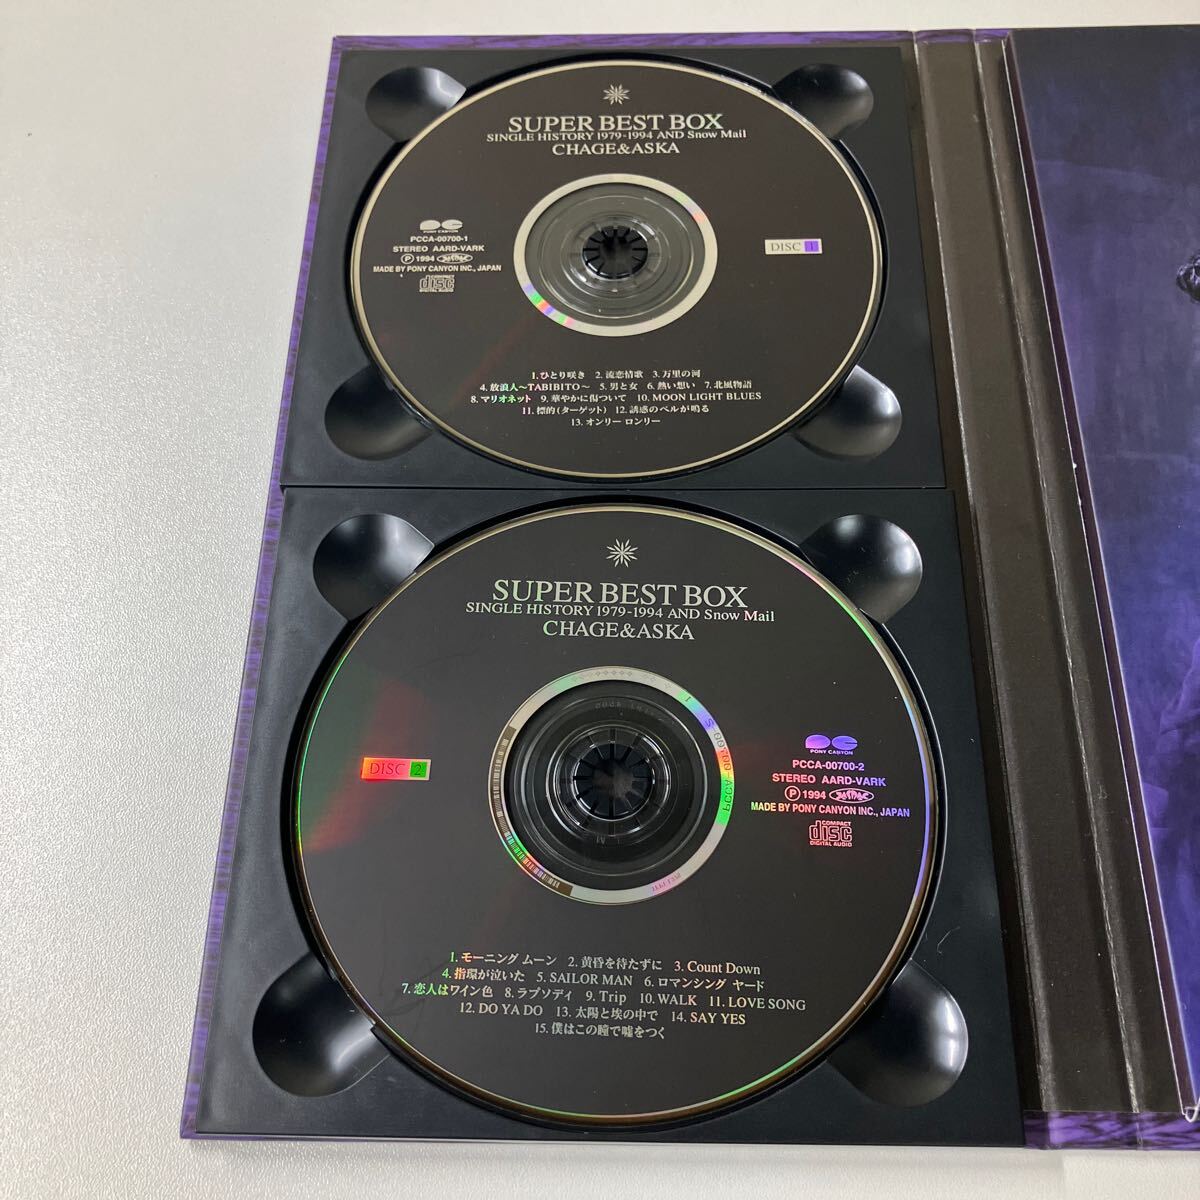 SUPER BEST BOX
SINGLE HISTORY 1979-1994 AND Snow Mail
CHAGE&ASKA
PONY CANYON
PCCA-00700-1
STEREO AARD-VARK
Ⓟ 1994
MADE BY PONY CANYON INC., JAPAN
COMPACT
disc
DIGITAL AUDIO
DISC 1
1. ひとり咲き 2. 流恋情歌 3. 万里の河
4. 放浪人～TABIBITO～ 5. 男と女 6. 熱い想い 7. 北風物語
8. マリオネット 9. 華やかに傷ついて 10. MOON LIGHT BLUES
11. 標的(ターゲット) 12. 誘惑のベルが鳴る
13. オンリー ロンリー
SUPER BEST BOX
SINGLE HISTORY 1979-1994 AND Snow Mail
CHAGE&ASKA
DISC 2
PONY CANYON
PCCA-00700-2
STEREO AARD-VARK
Ⓟ 1994
MADE BY PONY CANYON INC., JAPAN
COMPACT
disc
DIGITAL AUDIO
1. モーニング ムーン 2. 黄昏を待たずに 3. Count Down
4. 指環が泣いた 5. SAILOR MAN 6. ロマンシング ヤード
7. 恋人はワイン色 8. ラプソディ 9. Trip 10. WALK 11. LOVE SONG
12. DO YA DO 13. 太陽と埃の中で 14. SAY YES
15. 僕はこの瞳で嘘をつく